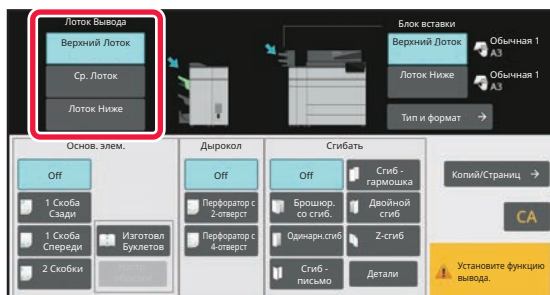 Лоток Вывода
Верхний Лоток
Ср. Лоток
Лоток Ниже
Блок вставки
Верхний Лоток
Обычная 1
A3
Лоток Ниже
Обычная 1
A3
Тип и формат
Основ. элем.
Off
1 Скоба
Сзади
1 Скоба
Спереди
Изготовл
Буклетов
2 Скобки
Дырокол
Off
Перфоратор с
2-отверст
Перфоратор с
4-отверст
Сгибать
Off
Сгиб -
гармошка
Брошюр.
со сгиб.
Двойной
сгиб
Одинарн.сгиб
Z-сгиб
Сгиб -
письмо
Детали
Копий/Страниц
CA
Установите функцию
вывода.